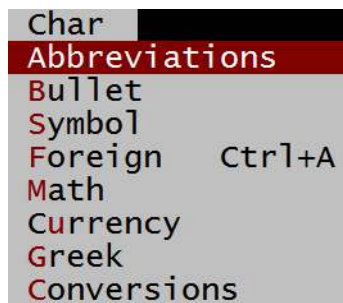 Char
Abbreviations
Bullet
Symbol
Foreign Ctrl+A
Math
Currency
Greek
Conversions